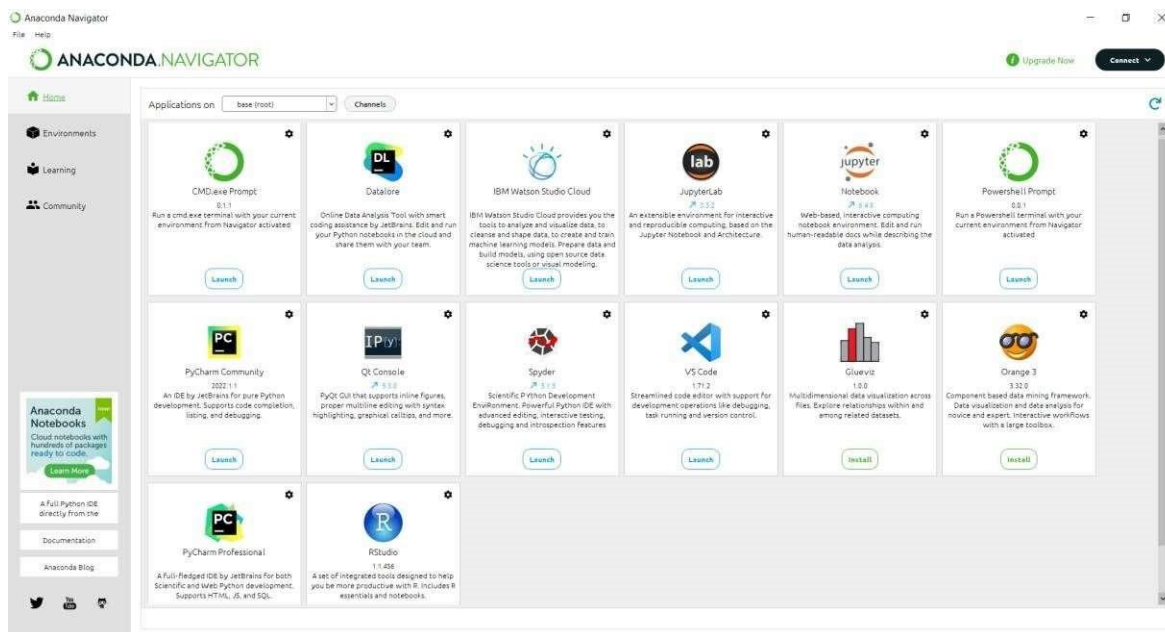 Anaconda Navigator
File Help
ANACONDA.NAVIGATOR
Upgrade Now
Connect
Home
Environments
Learning
Community
Applications on
base (root)
Channels
CMD.exe Prompt
0.1.1
Run a cmd.exe terminal with your current
environment from Navigator activated
Launch
DL
Datalore
Online Data Analysis Tool with smart
coding assistance by JetBrains. Edit and run
your Python notebooks in the cloud and
share them with your team.
Launch
IBM Watson Studio Cloud
IBM Watson Studio Cloud provides you the
tools to analyze and visualize data, to
cleanse and shape data, to create and train
machine learning models. Prepare data and
build models, using open source data
science tools or visual modeling.
Launch
lab
JupyterLab
3.3.2
An extensible environment for interactive
and reproducible computing, based on the
Jupyter Notebook and Architecture.
Launch
jupyter
Notebook
Web-based, interactive computing
notebook environment. Edit and run
human-readable docs while describing the
data analysis.
Launch
Powershell Prompt
0.0.1
Run a Powershell terminal with your
current environment from Navigator
activated
Launch
PC
PyCharm Community
2022.1.1
An IDE by JetBrains for pure Python
development. Supports code completion,
listing, and debugging.
Launch
IP[y]:
Qt Console
5.3.0
PyQt GUI that supports inline figures,
proper multiline editing with syntax
highlighting, graphical calltips, and more.
Launch
Spyder
Scientific PYthon Development
EnviRonment. Powerful Python IDE with
advanced editing, interactive testing,
debugging and introspection features
Launch
VS Code
1.71.2
Streamlined code editor with support for
development operations like debugging,
task running and version control.
Launch
Glueviz
1.0.0
Multidimensional data visualization across
files. Explore relationships within and
among related datasets.
Install
Orange 3
3.32.0
Component based data mining framework.
Data visualization and data analysis for
novice and expert. Interactive workflows
with a large toolbox.
Install
PC
PyCharm Professional
A full-fledged IDE by JetBrains for both
Scientific and Web Python development.
Supports HTML, JS, and SQL.
R
RStudio
1.1.456
A set of integrated tools designed to help
you be more productive with R. Includes R
essentials and notebooks.
Anaconda
Notebooks
Cloud notebooks with
hundreds of packages
ready to code.
Learn More
A full Python IDE
directly from the
Documentation
Anaconda Blog
You
Tube